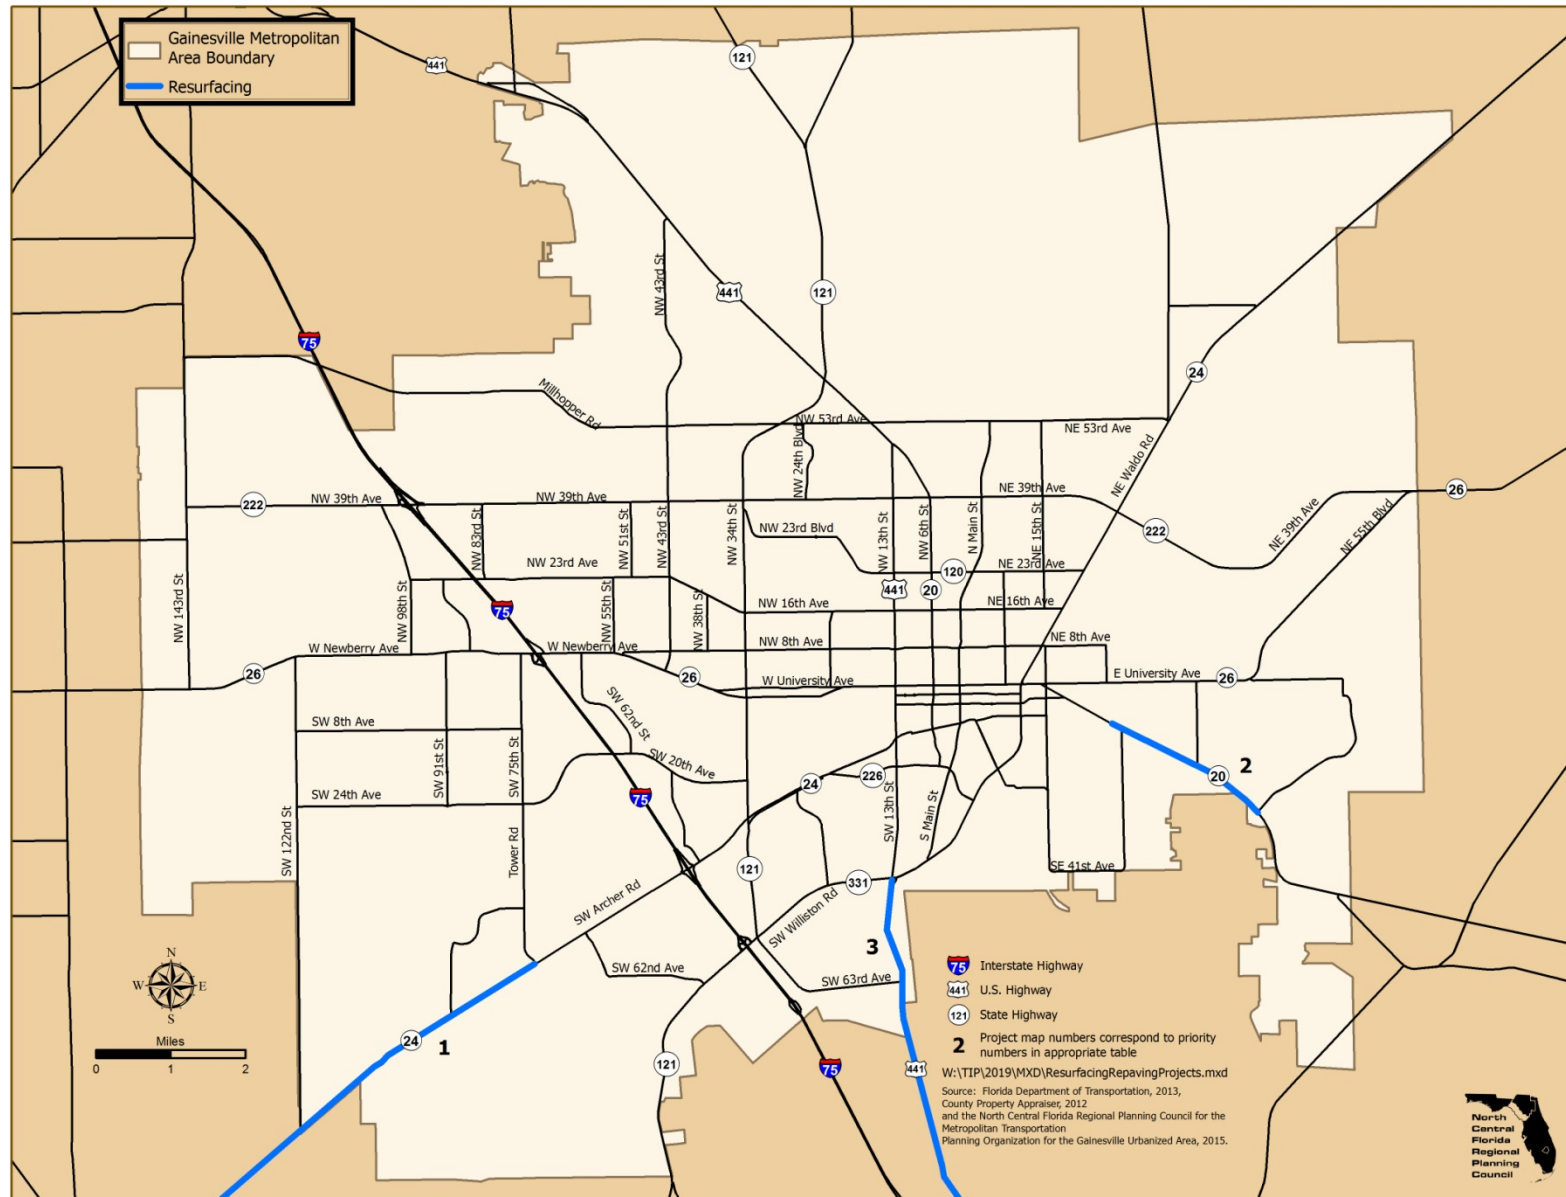 Gainesville Metropolitan
Area Boundary
Resurfacing
441
121
441
121
75
24
NW 43rd St
Millhopper Rd
NW 53rd Ave
NE 53rd Ave
NW 24th Blvd
NE Waldo Rd
222
NW 39th Ave
NW 39th Ave
NE 39th Ave
26
NE 39th Ave
NE 55th Blvd
222
NW 83rd St
NW 51st St
NW 43rd St
NW 34th St
NW 23rd Blvd
NW 13th St
NW 6th St
N Main St
NE 15th St
NW 23rd Ave
120
NE 23rd Ave
NW 143rd St
NW 98th St
75
NW 55th St
NW 38th St
441
20
NW 16th Ave
NE 16th Ave
W Newberry Ave
W Newberry Ave
NW 8th Ave
NE 8th Ave
26
26
W University Ave
E University Ave
26
SW 62nd St
SW 8th Ave
SW 91st St
SW 75th St
SW 20th Ave
24
226
20
2
75
SW 24th Ave
SW 122nd St
Tower Rd
SW 13th St
S Main St
121
331
SE 41st Ave
SW Archer Rd
SW Williston Rd
3
SW 62nd Ave
SW 63rd Ave
24
1
121
75
441
N
W
E
S
Miles
0 1 2
75 Interstate Highway
441 U.S. Highway
121 State Highway
2 Project map numbers correspond to priority
numbers in appropriate table
W:\TIP\2019\MXD\ResurfacingRepavingProjects.mxd
Source: Florida Department of Transportation, 2013,
County Property Appraiser, 2012
and the North Central Florida Regional Planning Council for the
Metropolitan Transportation
Planning Organization for the Gainesville Urbanized Area, 2015.
North
Central
Florida
Regional
Planning
Council